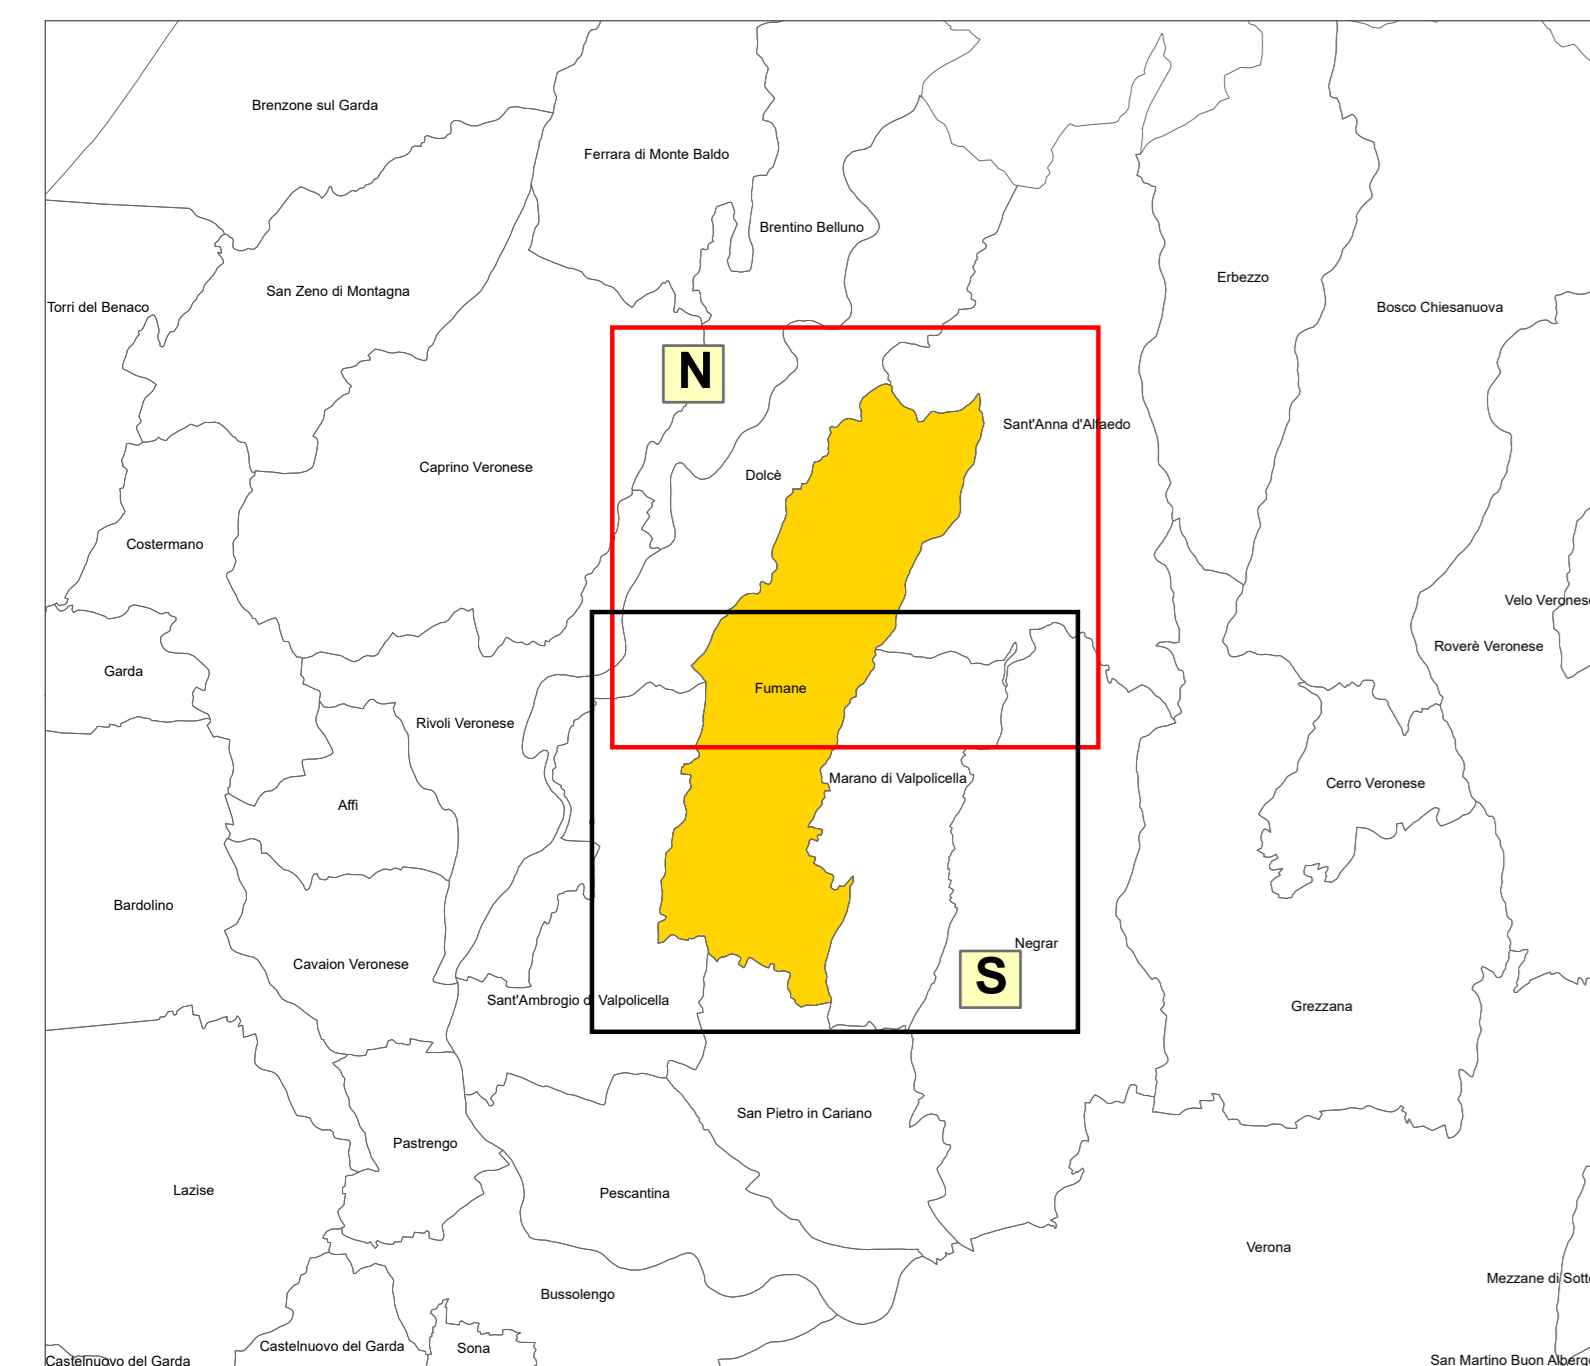 Brenzone sul Garda
Ferrara di Monte Baldo
Brentino Belluno
Erbezzo
San Zeno di Montagna
Torri del Benaco
Bosco Chiesanuova
N
Sant'Anna d'Alfaedo
Caprino Veronese
Dolcè
Costermano
Velo Veronese
Roverè Veronese
Garda
Fumane
Rivoli Veronese
Marano di Valpolicella
Cerro Veronese
Affi
Bardolino
Negrar
Cavaion Veronese
S
Sant'Ambrogio di Valpolicella
Grezzana
San Pietro in Cariano
Pastrengo
Lazise
Pescantina
Verona
Mezzane di Sott
Bussolengo
Castelnuovo del Garda
Sona
Castelnuovo del Garda
San Martino Buon Alberg